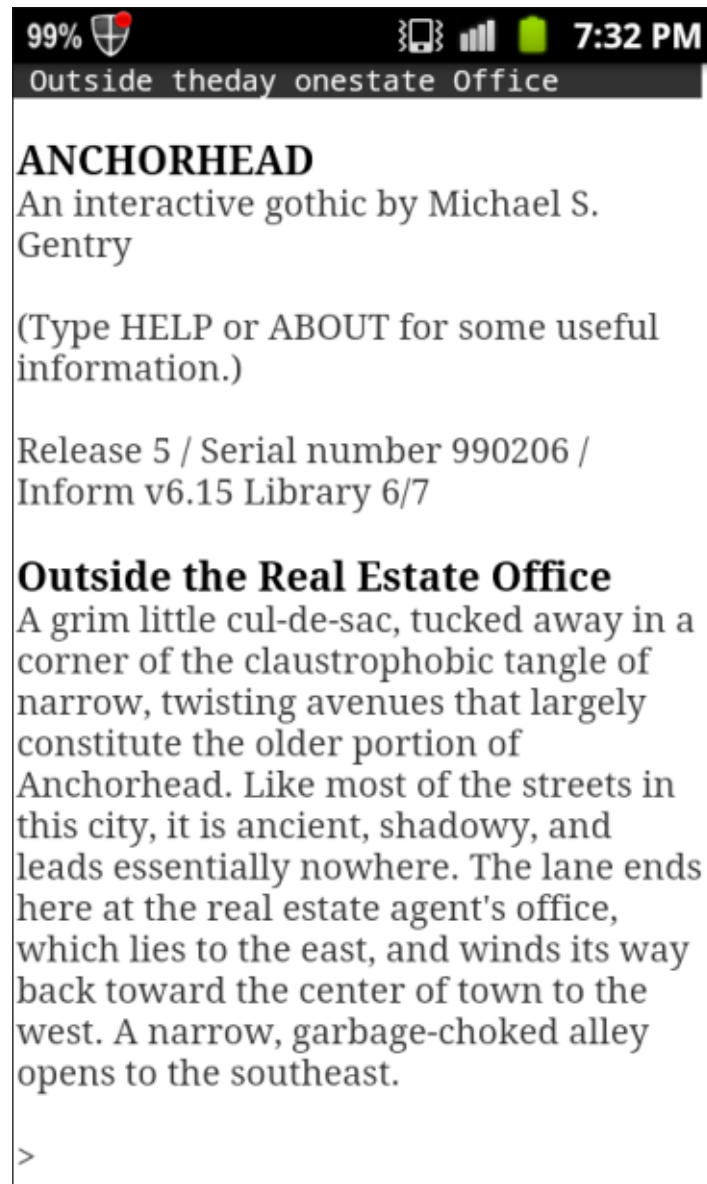 99%
7:32 PM
Outside theday onestate Office
ANCHORHEAD
An interactive gothic by Michael S.
Gentry
(Type HELP or ABOUT for some useful
information.)
Release 5 / Serial number 990206 /
Inform v6.15 Library 6/7
Outside the Real Estate Office
A grim little cul-de-sac, tucked away in a
corner of the claustrophobic tangle of
narrow, twisting avenues that largely
constitute the older portion of
Anchorhead. Like most of the streets in
this city, it is ancient, shadowy, and
leads essentially nowhere. The lane ends
here at the real estate agent's office,
which lies to the east, and winds its way
back toward the center of town to the
west. A narrow, garbage-choked alley
opens to the southeast.
>